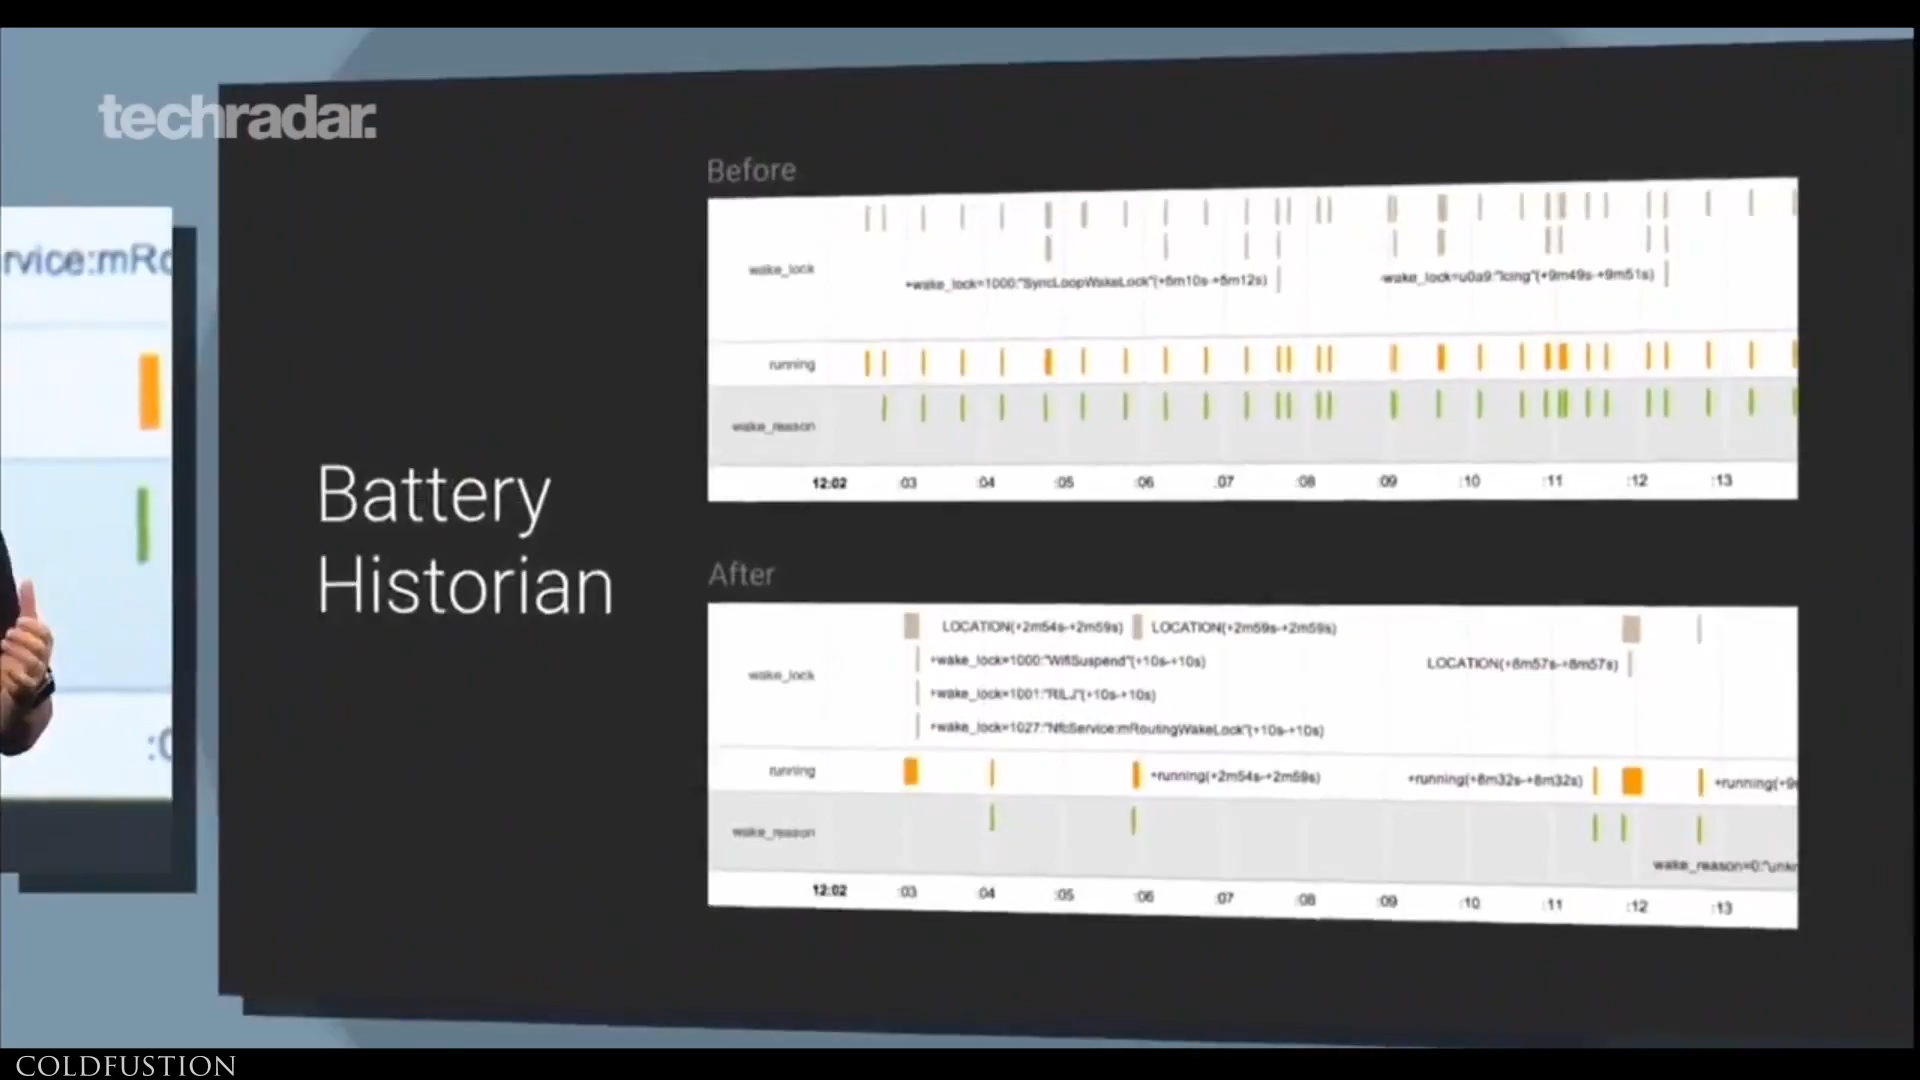 techradar.
rvice:mRo
:0
Battery
Historian
Before
wake_lock
+wake_lock=1000:"SyncLoopWakeLock"(+5m10s-+5m12s)
-wake_lock=u0a9:"Icing"(+9m49s-+9m51s)
running
wake_reason
12:02 :03 :04 :05 :06 :07 :08 :09 :10 :11 :12 :13
After
LOCATION(+2m54s-+2m59s) LOCATION(+2m59s-+2m59s)
wake_lock
+wake_lock=1000:"WifiSuspend"(+10s-+10s)
LOCATION(+8m57s-+8m57s)
+wake_lock=1001:"RILJ"(+10s-+10s)
+wake_lock=1027:"NfcService:mRoutingWakeLock"(+10s-+10s)
running
+running(+2m54s-+2m59s) +running(+8m32s-+8m32s) +running(+9
wake_reason
wake_reason=0:"unkn
12:02 :03 :04 :05 :06 :07 :08 :09 :10 :11 :12 :13
COLDFUSTION